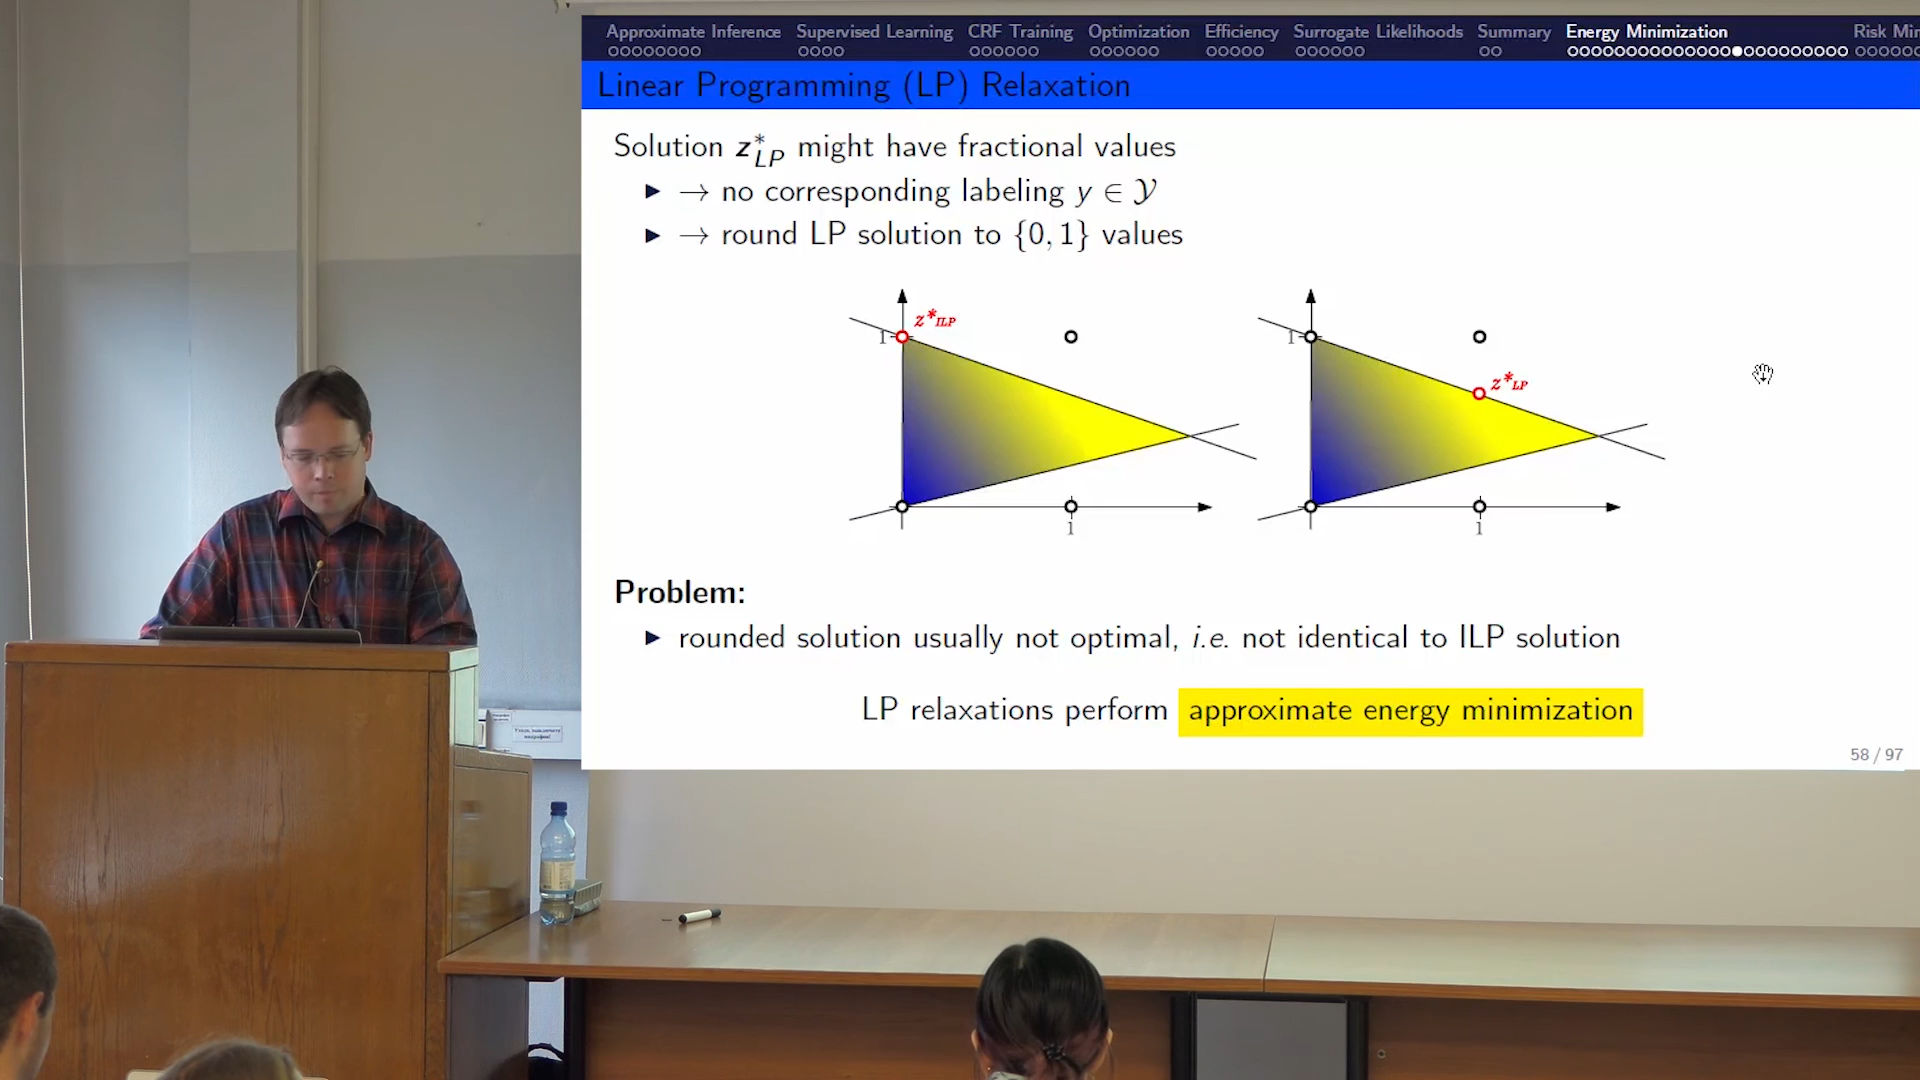 Approximate Inference Supervised Learning CRF Training Optimization Efficiency Surrogate Likelihoods Summary Energy Minimization Risk Min
Linear Programming (LP) Relaxation
Solution z*LP might have fractional values
▶ → no corresponding labeling y ∈ 𝒴
▶ → round LP solution to {0, 1} values
z*ILP
1
1
z*LP
1
1
Problem:
▶ rounded solution usually not optimal, i.e. not identical to ILP solution
LP relaxations perform approximate energy minimization
58 / 97